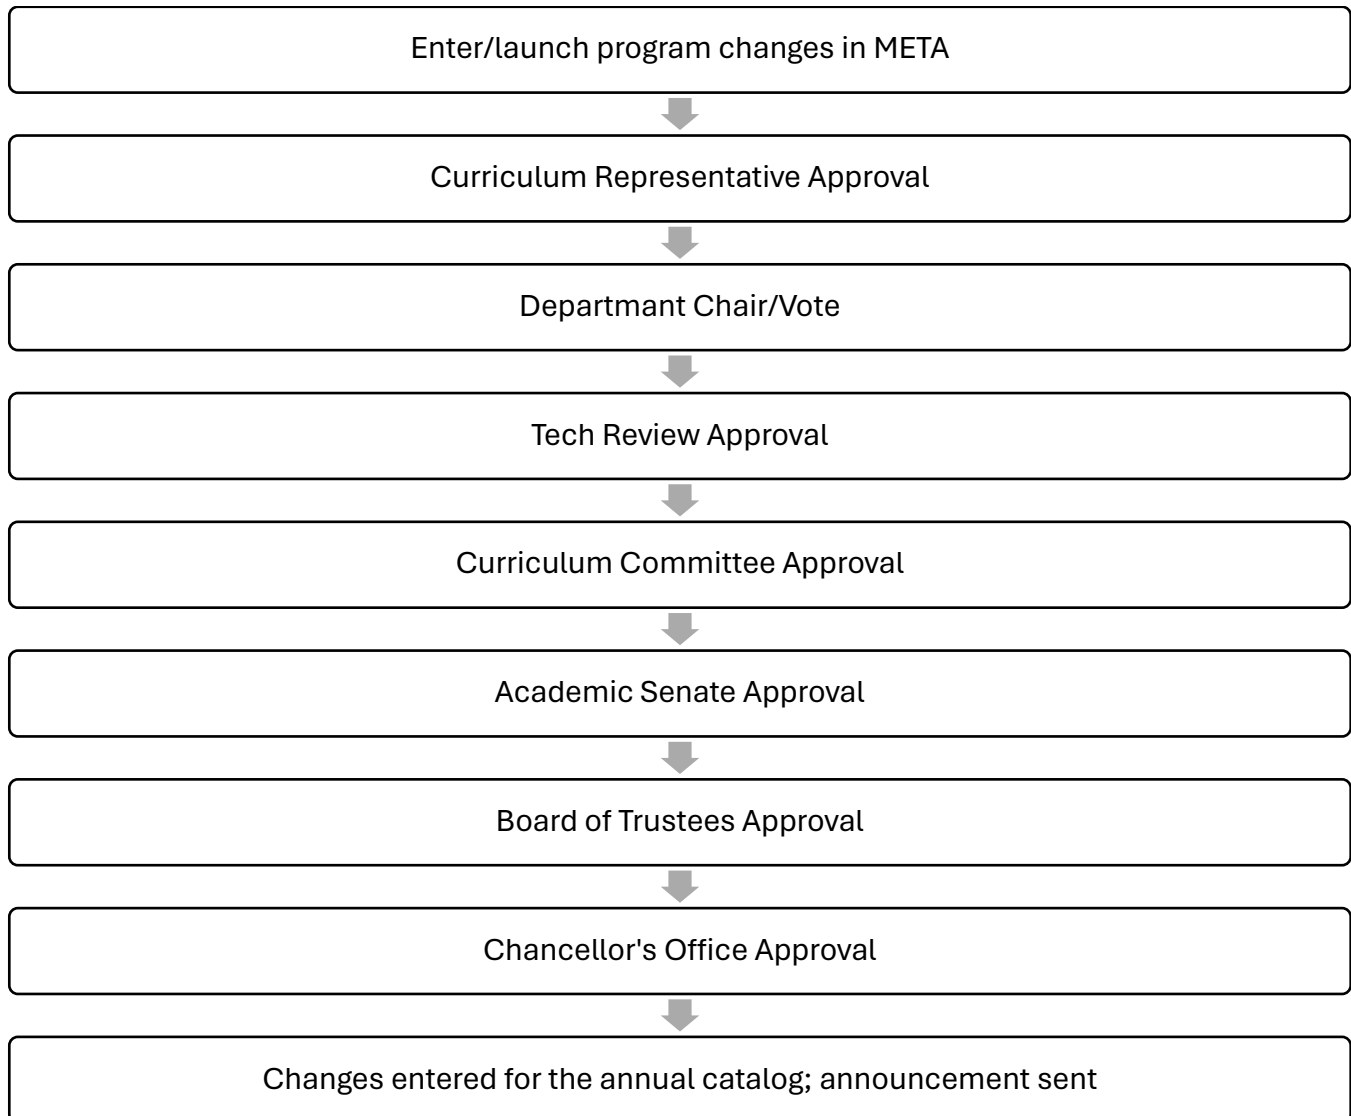 Enter/launch program changes in META
Curriculum Representative Approval
Departmant Chair/Vote
Tech Review Approval
Curriculum Committee Approval
Academic Senate Approval
Board of Trustees Approval
Chancellor's Office Approval
Changes entered for the annual catalog; announcement sent